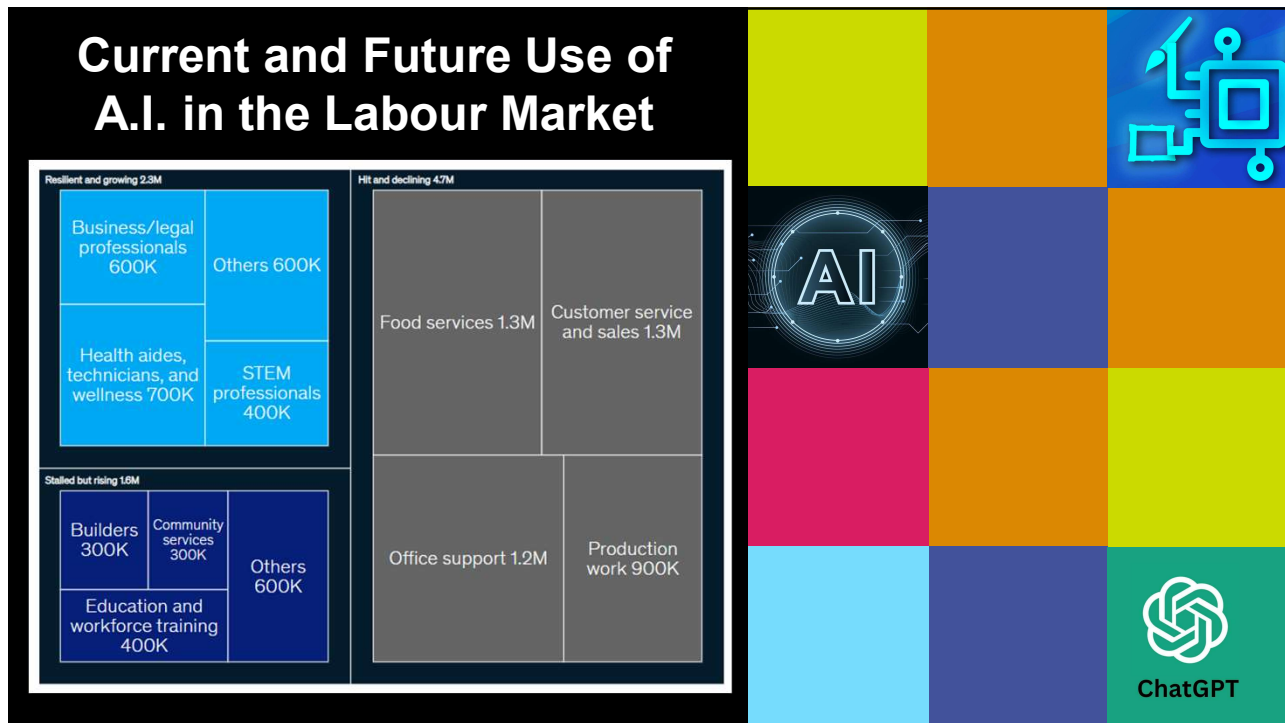 Current and Future Use of
A.I. in the Labour Market
Resilient and growing 2.3M
Business/legal
professionals
600K
Others 600K
Health aides,
technicians, and
wellness 700K
STEM
professionals
400K
Stalled but rising 1.6M
Builders
300K
Community
services
300K
Others
600K
Education and
workforce training
400K
Hit and declining 4.7M
Food services 1.3M
Customer service
and sales 1.3M
Office support 1.2M
Production
work 900K
AI
ChatGPT